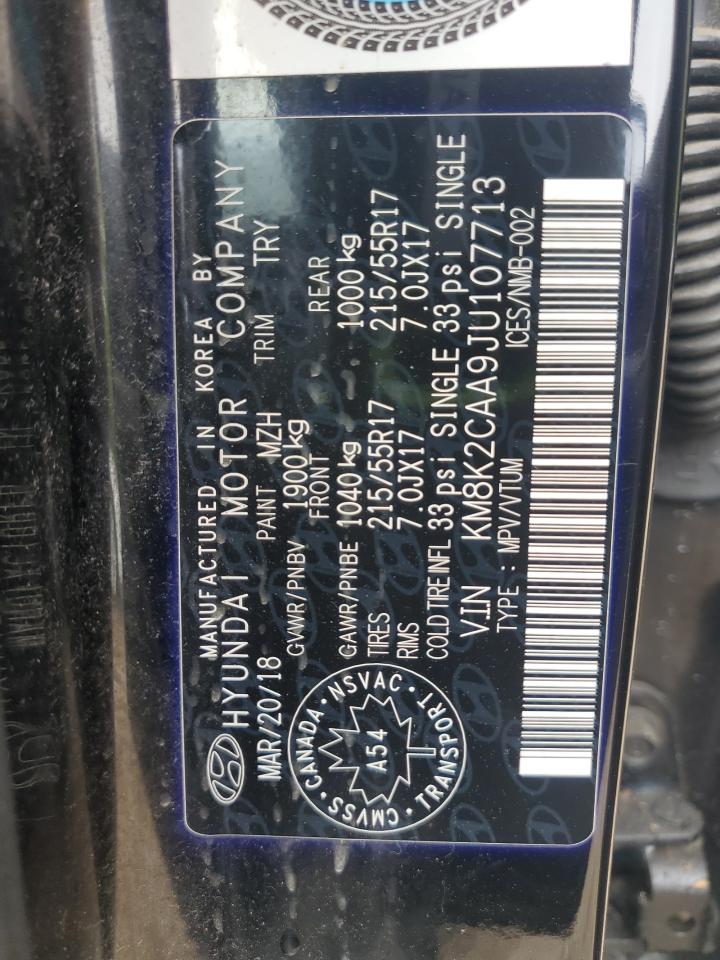 MANUFACTURED IN KOREA BY
HYUNDAI MOTOR COMPANY
MAR/20/18 PAINT MZH TRIM TRY
GVWR/PNBV 1900 kg
FRONT REAR
GAWR/PNBE 1040 kg 1000 kg
TIRES 215/55R17 215/55R17
RMS 7.0JX17 7.0JX17
COLD TIRE INFL 33 psi SINGLE 33 psi SINGLE
VIN KM8K2CAA9JU107713
TYPE : MPV/VTUM ICES/NMB-002
CANADA · NSVAC · TRANSPORT · CMVSS ·
A54